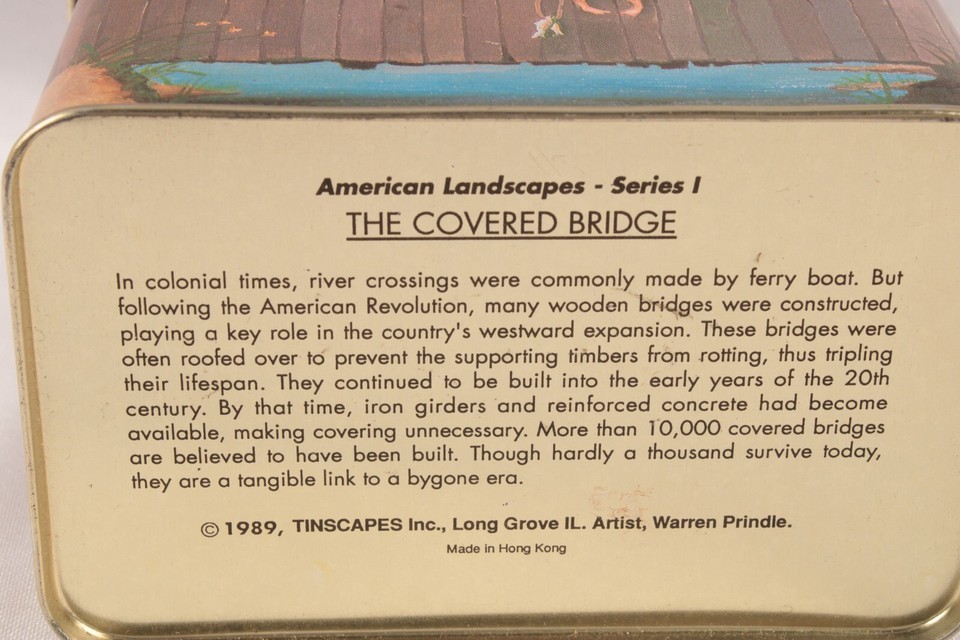 American Landscapes - Series I
THE COVERED BRIDGE
In colonial times, river crossings were commonly made by ferry boat. But
following the American Revolution, many wooden bridges were constructed,
playing a key role in the country's westward expansion. These bridges were
often roofed over to prevent the supporting timbers from rotting, thus tripling
their lifespan. They continued to be built into the early years of the 20th
century. By that time, iron girders and reinforced concrete had become
available, making covering unnecessary. More than 10,000 covered bridges
are believed to have been built. Though hardly a thousand survive today,
they are a tangible link to a bygone era.
© 1989, TINSCAPES Inc., Long Grove IL. Artist, Warren Prindle.
Made in Hong Kong